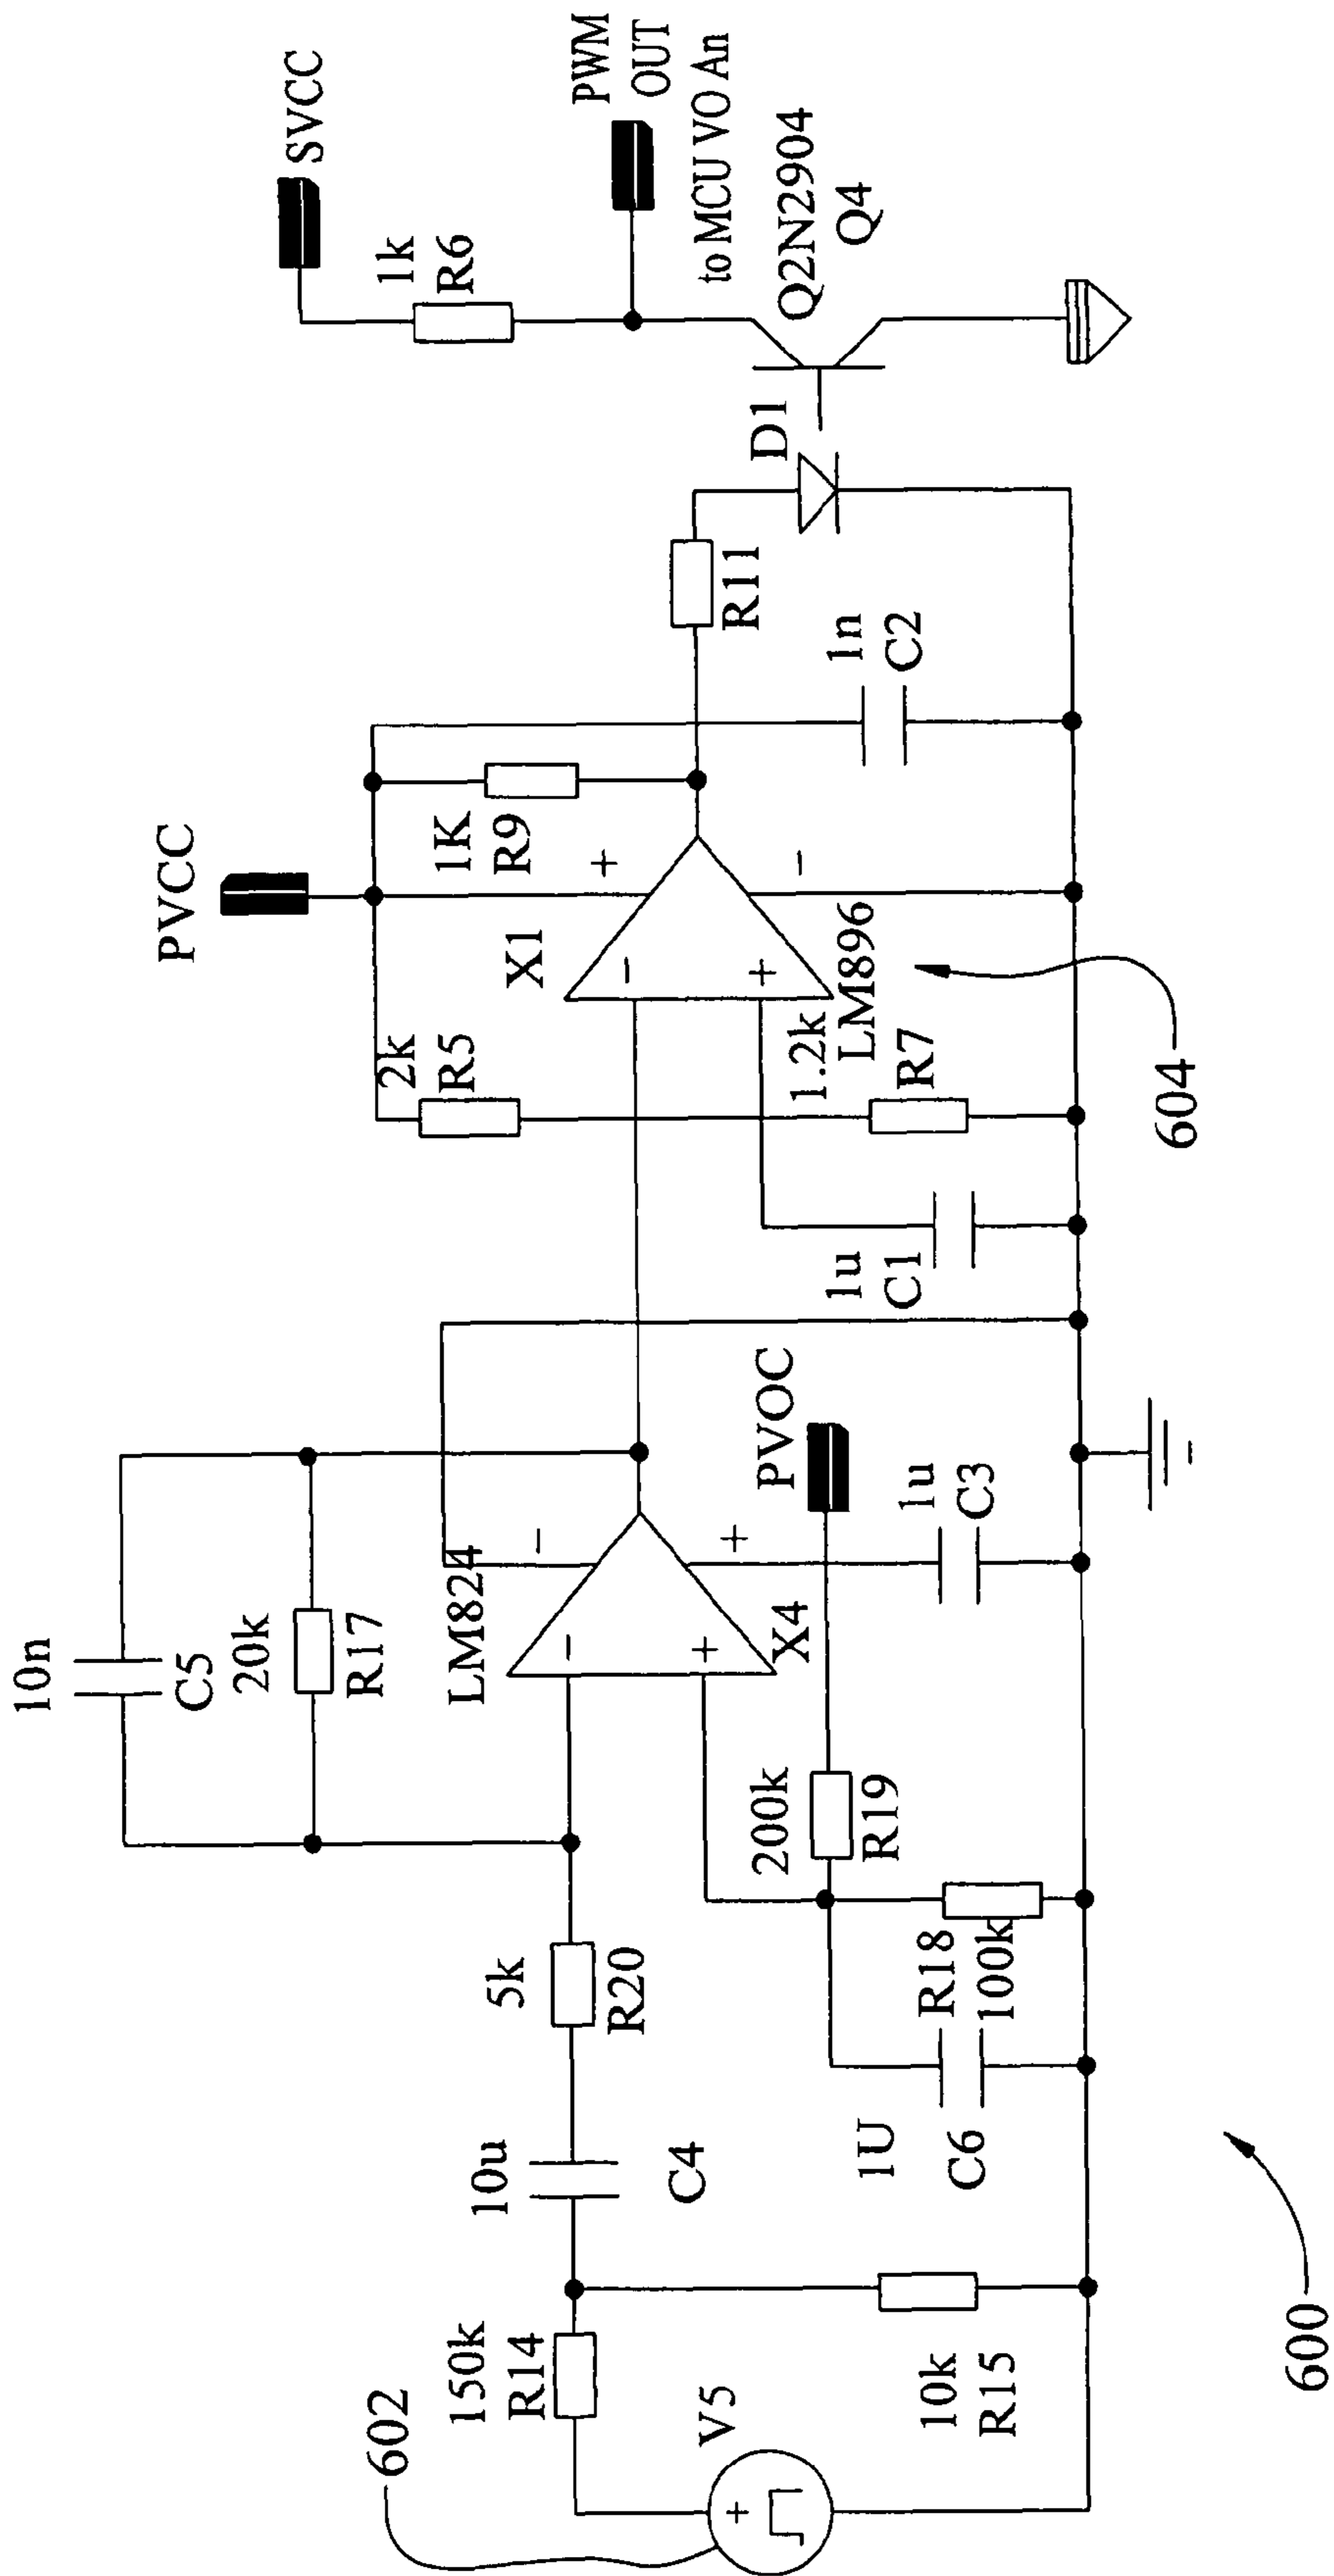 602
V5
150k
R14
10k
R15
10u
C4
5k
R20
1U
C6
R18
100k
200k
R19
10n
C5
20k
R17
LM824
-
-
+
+
X4
PVOC
1u
C3
1u
C1
2k
R5
1.2k
R7
X1
LM896
-
+
+
-
604
PVCC
1K
R9
1n
C2
R11
D1
SVCC
1k
R6
PWM
OUT
to MCU VO An
Q2N2904
Q4
+
600